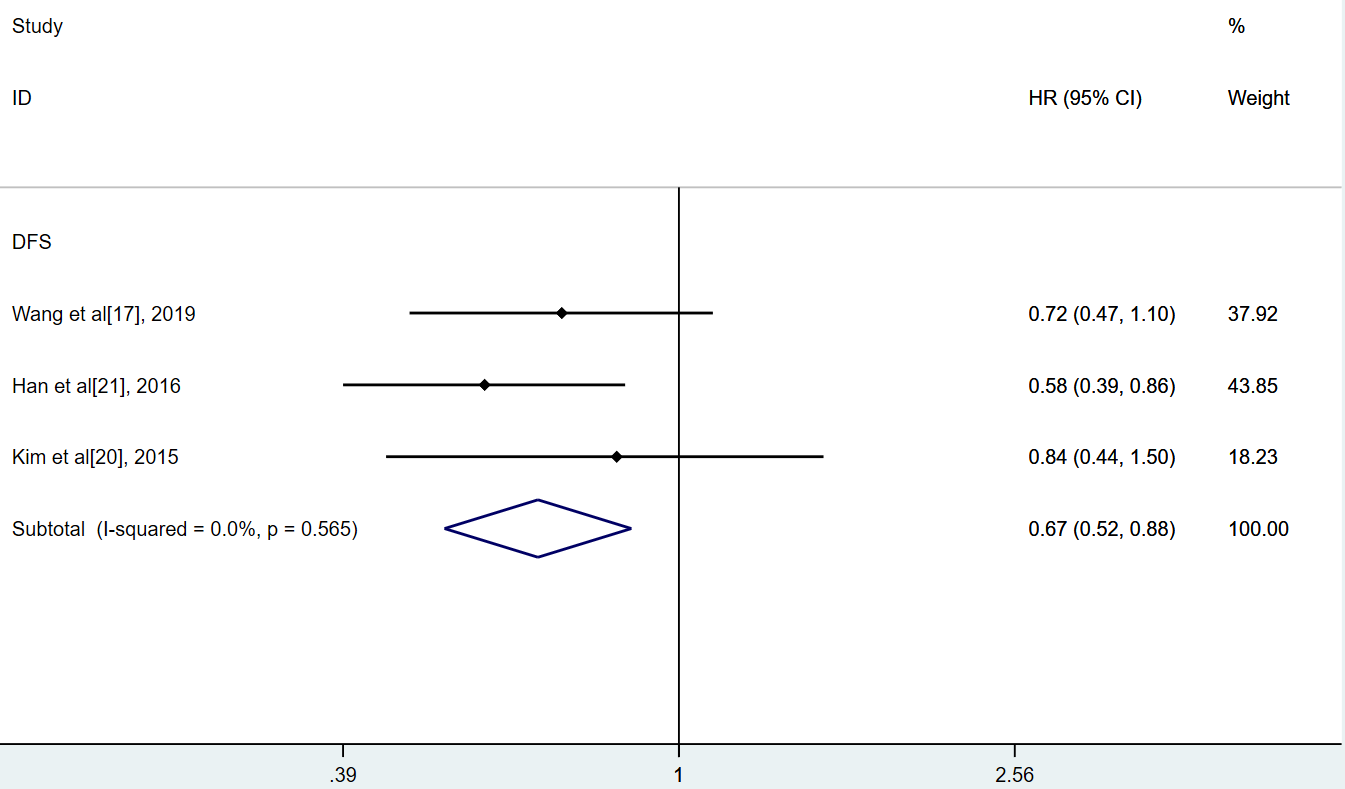 Study %
ID HR (95% CI) Weight
DFS
Wang et al[17], 2019 0.72 (0.47, 1.10) 37.92
Han et al[21], 2016 0.58 (0.39, 0.86) 43.85
Kim et al[20], 2015 0.84 (0.44, 1.50) 18.23
Subtotal (I-squared = 0.0%, p = 0.565) 0.67 (0.52, 0.88) 100.00
.39 1 2.56